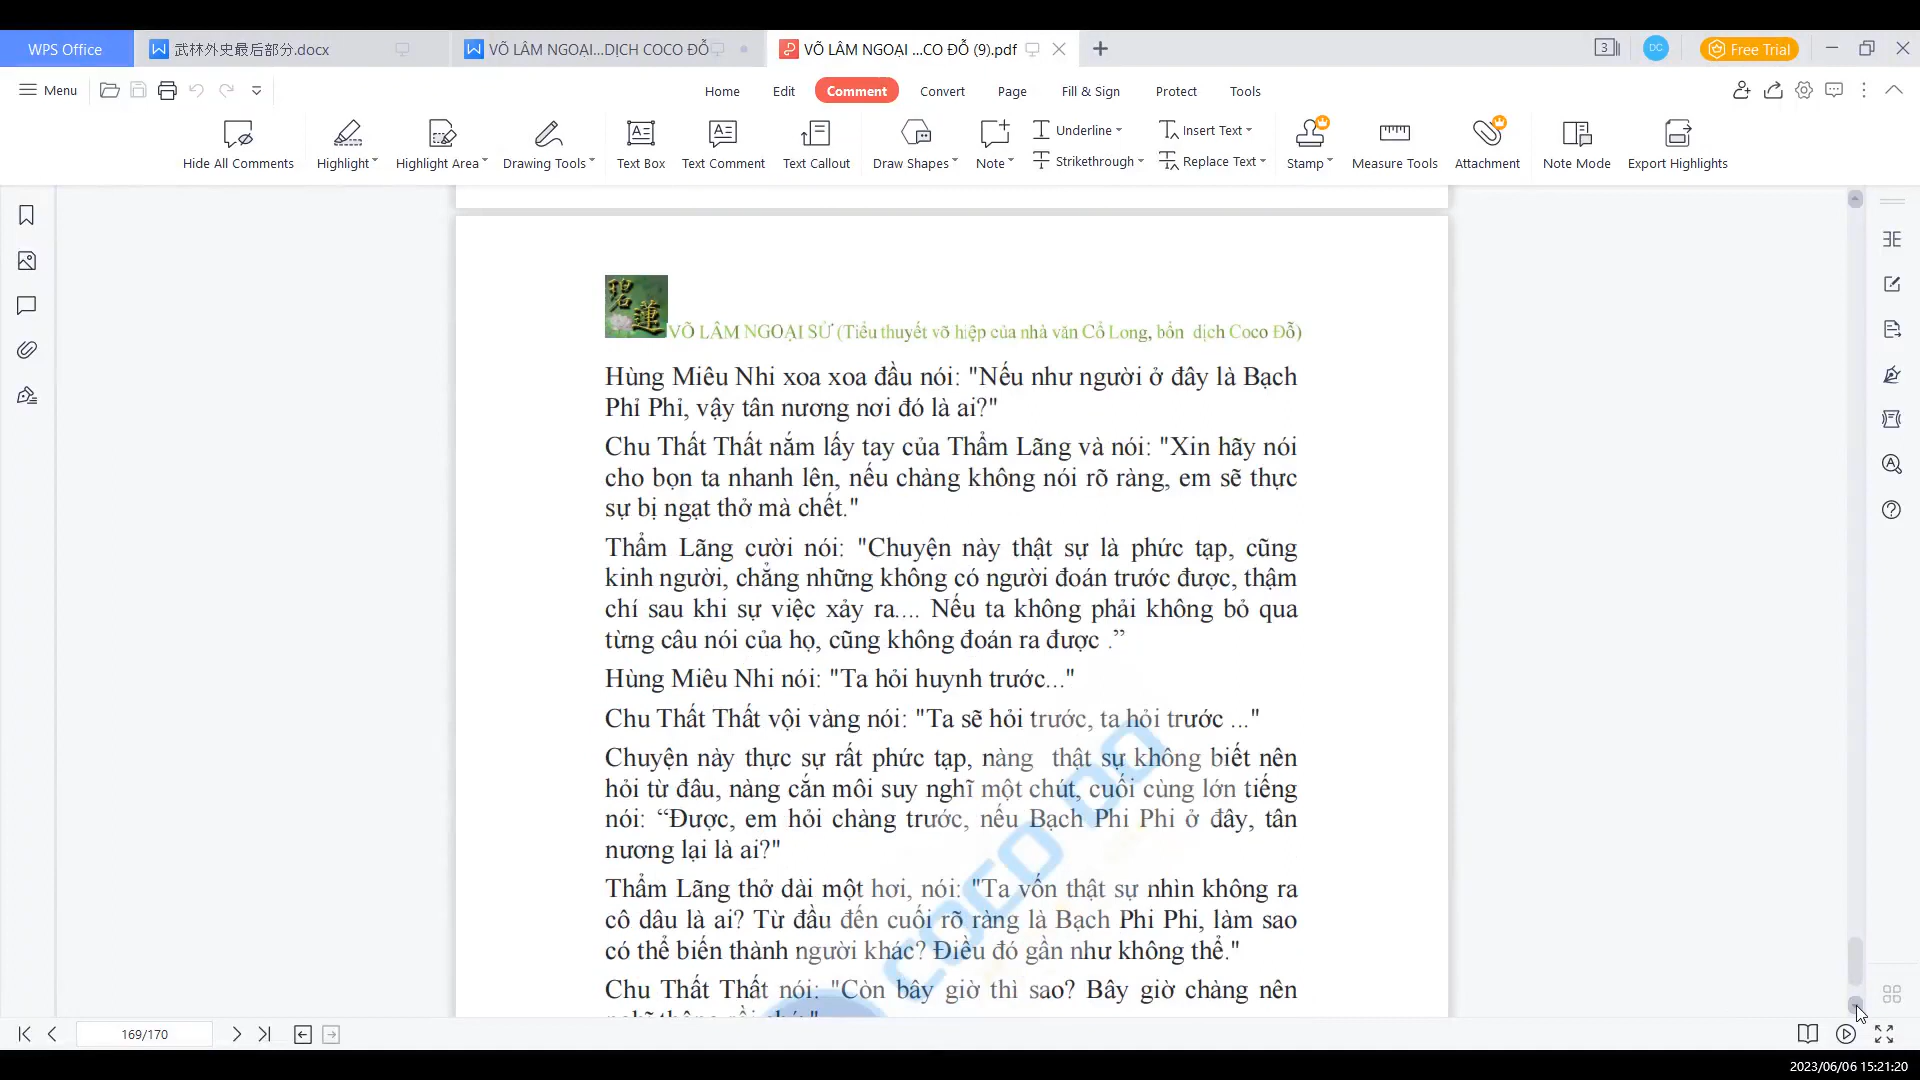 WPS Office
武林外史最后部分.docx
VÕ LÂM NGOẠI...DỊCH COCO ĐỖ
VÕ LÂM NGOẠI ...CO ĐỖ (9).pdf
3
DC
Free Trial
Menu
Home
Edit
Comment
Convert
Page
Fill & Sign
Protect
Tools
Hide All Comments
Highlight
Highlight Area
Drawing Tools
Text Box
Text Comment
Text Callout
Draw Shapes
Note
Underline
Strikethrough
Insert Text
Replace Text
Stamp
Measure Tools
Attachment
Note Mode
Export Highlights
碧蓮
VÕ LÂM NGOẠI SỬ (Tiểu thuyết võ hiệp của nhà văn Cổ Long, bổn dịch Coco Đỗ)
Hùng Miêu Nhi xoa xoa đầu nói: "Nếu như người ở đây là Bạch
Phỉ Phỉ, vậy tân nương nơi đó là ai?"
Chu Thất Thất nắm lấy tay của Thẩm Lãng và nói: "Xin hãy nói
cho bọn ta nhanh lên, nếu chàng không nói rõ ràng, em sẽ thực
sự bị ngạt thở mà chết."
Thẩm Lãng cười nói: "Chuyện này thật sự là phức tạp, cũng
kinh người, chẳng những không có người đoán trước được, thậm
chí sau khi sự việc xảy ra.... Nếu ta không phải không bỏ qua
từng câu nói của họ, cũng không đoán ra được .”
Hùng Miêu Nhi nói: "Ta hỏi huynh trước..."
Chu Thất Thất vội vàng nói: "Ta sẽ hỏi trước, ta hỏi trước ..."
Chuyện này thực sự rất phức tạp, nàng thật sự không biết nên
hỏi từ đâu, nàng cắn môi suy nghĩ một chút, cuối cùng lớn tiếng
nói: “Được, em hỏi chàng trước, nếu Bạch Phi Phi ở đây, tân
nương lại là ai?"
Thẩm Lãng thở dài một hơi, nói: "Ta vốn thật sự nhìn không ra
cô dâu là ai? Từ đầu đến cuối rõ ràng là Bạch Phi Phi, làm sao
có thể biến thành người khác? Điều đó gần như không thể."
Chu Thất Thất nói: "Còn bây giờ thì sao? Bây giờ chàng nên
COCO DO
169/170
2023/06/06 15:21:20